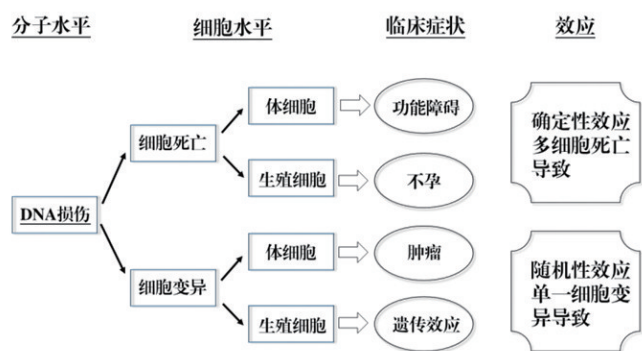 分子水平
细胞水平
临床症状
效应
DNA损伤
细胞死亡
细胞变异
体细胞
生殖细胞
体细胞
生殖细胞
功能障碍
不孕
肿瘤
遗传效应
确定性效应
多细胞死亡
导致
随机性效应
单一细胞变
异导致